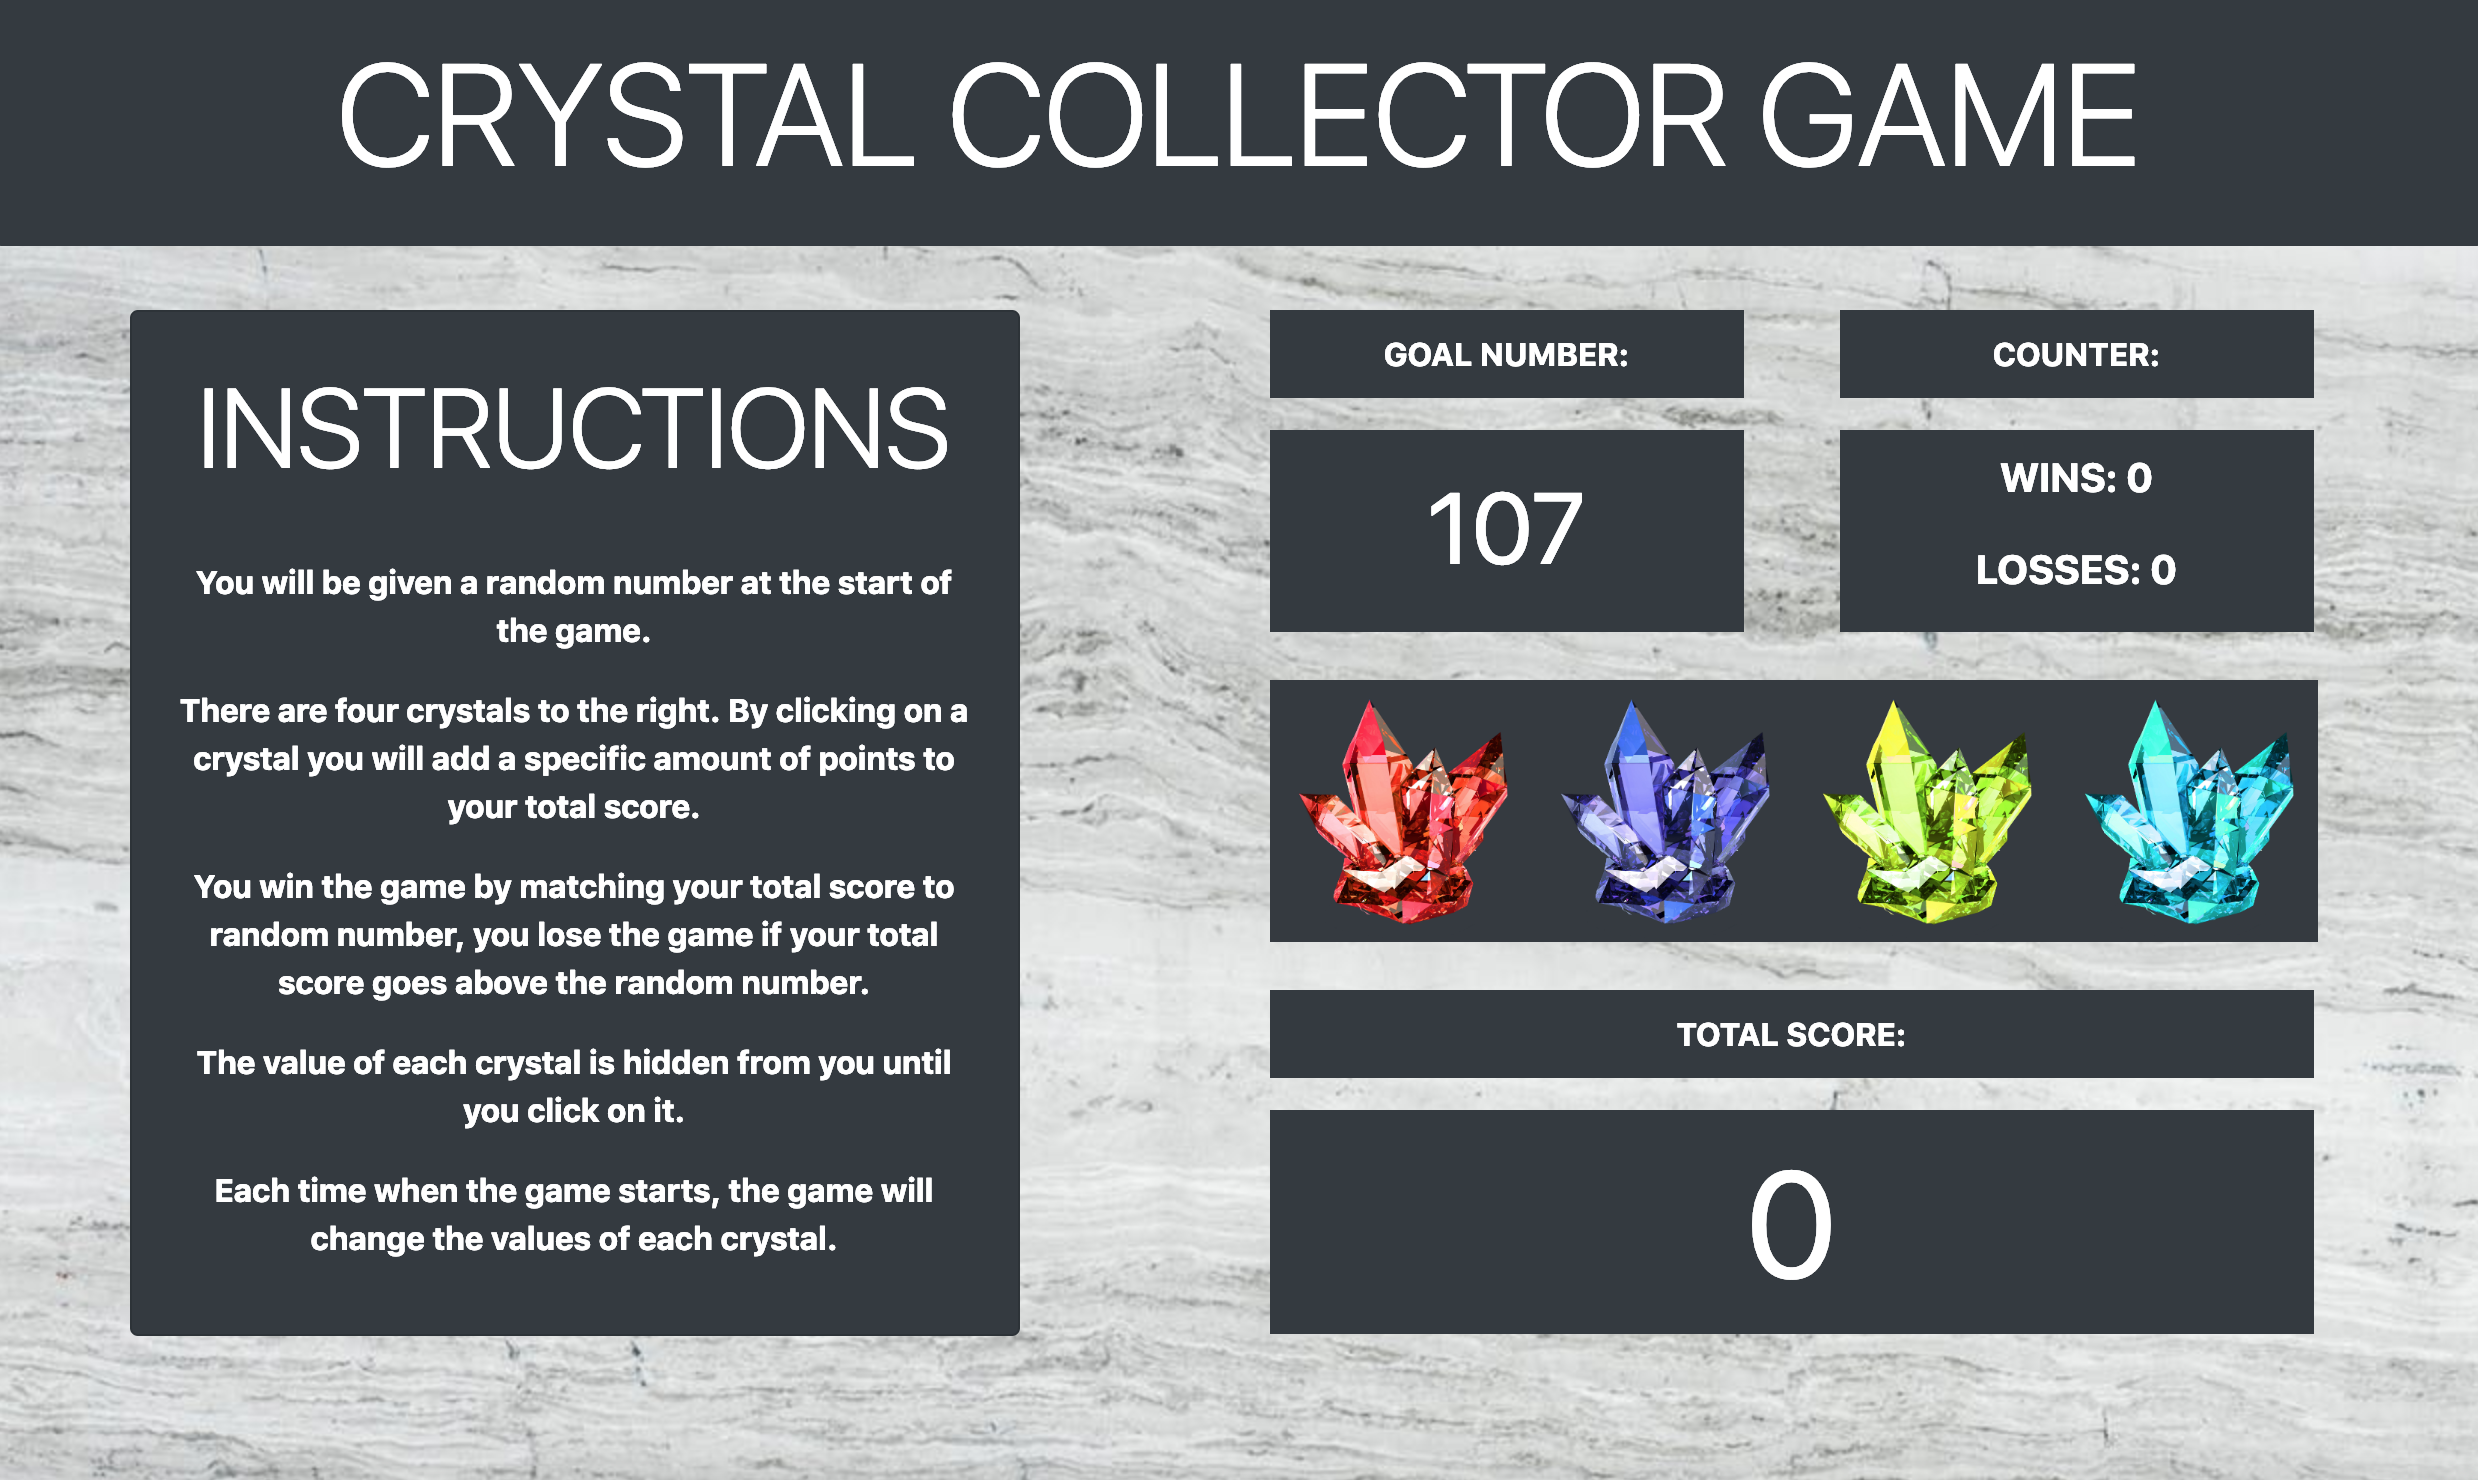 CRYSTAL COLLECTOR GAME
INSTRUCTIONS
You will be given a random number at the start of
the game.
There are four crystals to the right. By clicking on a
crystal you will add a specific amount of points to
your total score.
You win the game by matching your total score to
random number, you lose the game if your total
score goes above the random number.
The value of each crystal is hidden from you until
you click on it.
Each time when the game starts, the game will
change the values of each crystal.
GOAL NUMBER:
107
COUNTER:
WINS: 0
LOSSES: 0
TOTAL SCORE:
0